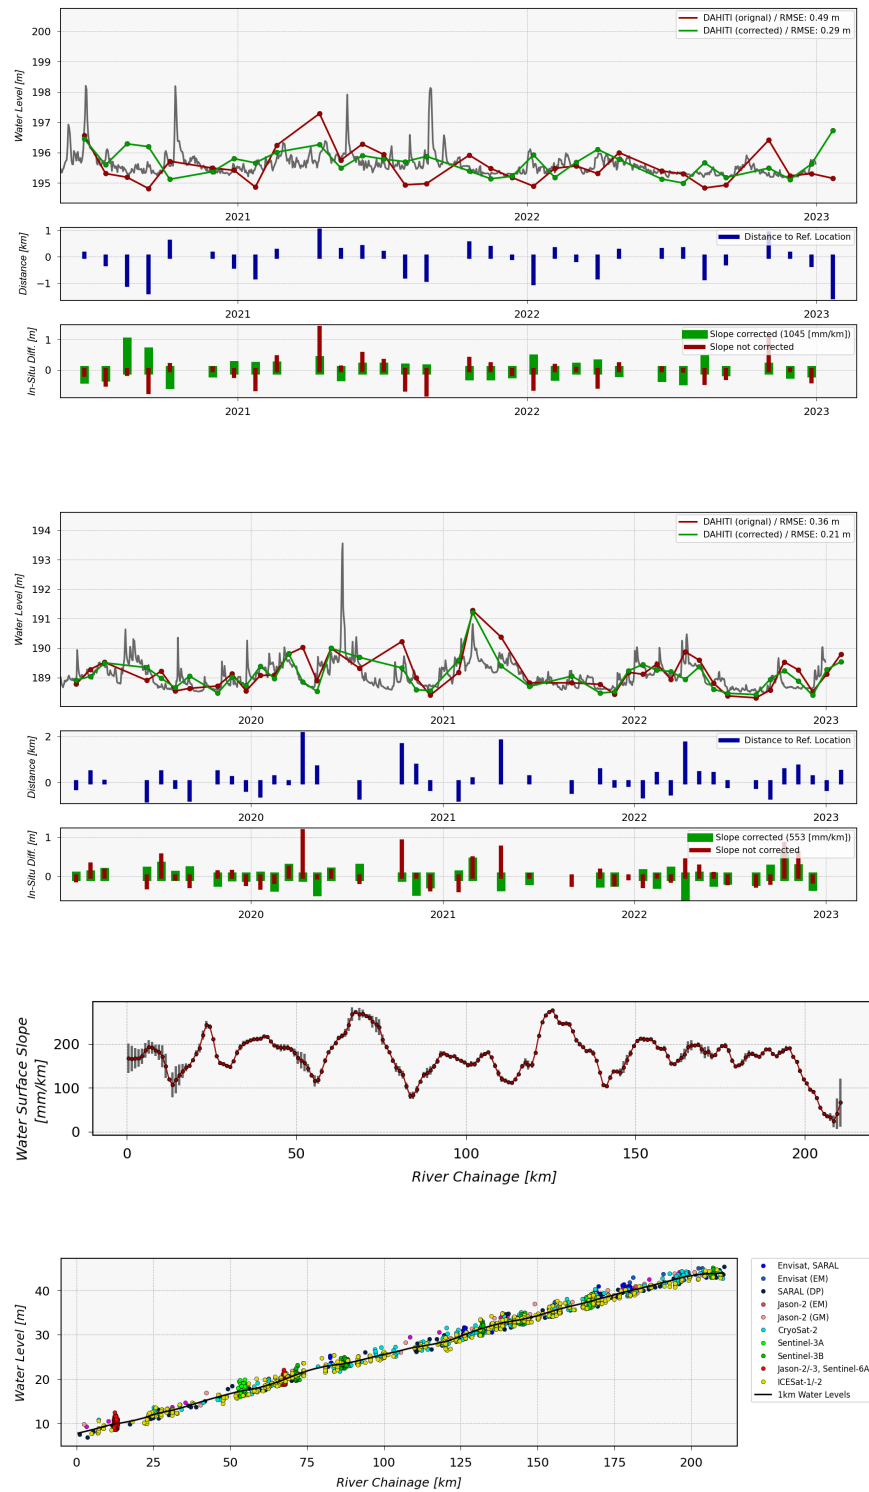 DAHITI (orignal) / RMSE: 0.49 m
DAHITI (corrected) / RMSE: 0.29 m
Water Level [m]
200
199
198
197
196
195
2021
2022
2023
Distance to Ref. Location
Distance [km]
1
0
−1
2021
2022
2023
Slope corrected (1045 [mm/km])
Slope not corrected
In-Situ Diff. [m]
1
0
2021
2022
2023
DAHITI (orignal) / RMSE: 0.36 m
DAHITI (corrected) / RMSE: 0.21 m
Water Level [m]
194
193
192
191
190
189
2020
2021
2022
2023
Distance to Ref. Location
Distance [km]
2
0
2020
2021
2022
2023
Slope corrected (553 [mm/km])
Slope not corrected
In-Situ Diff. [m]
1
0
2020
2021
2022
2023
Water Surface Slope
[mm/km]
200
100
0
0
50
100
150
200
River Chainage [km]
Water Level [m]
40
30
20
10
0
25
50
75
100
125
150
175
200
River Chainage [km]
Envisat, SARAL
Envisat (EM)
SARAL (DP)
Jason-2 (EM)
Jason-2 (GM)
CryoSat-2
Sentinel-3A
Sentinel-3B
Jason-2/-3, Sentinel-6A
ICESat-1/-2
1km Water Levels